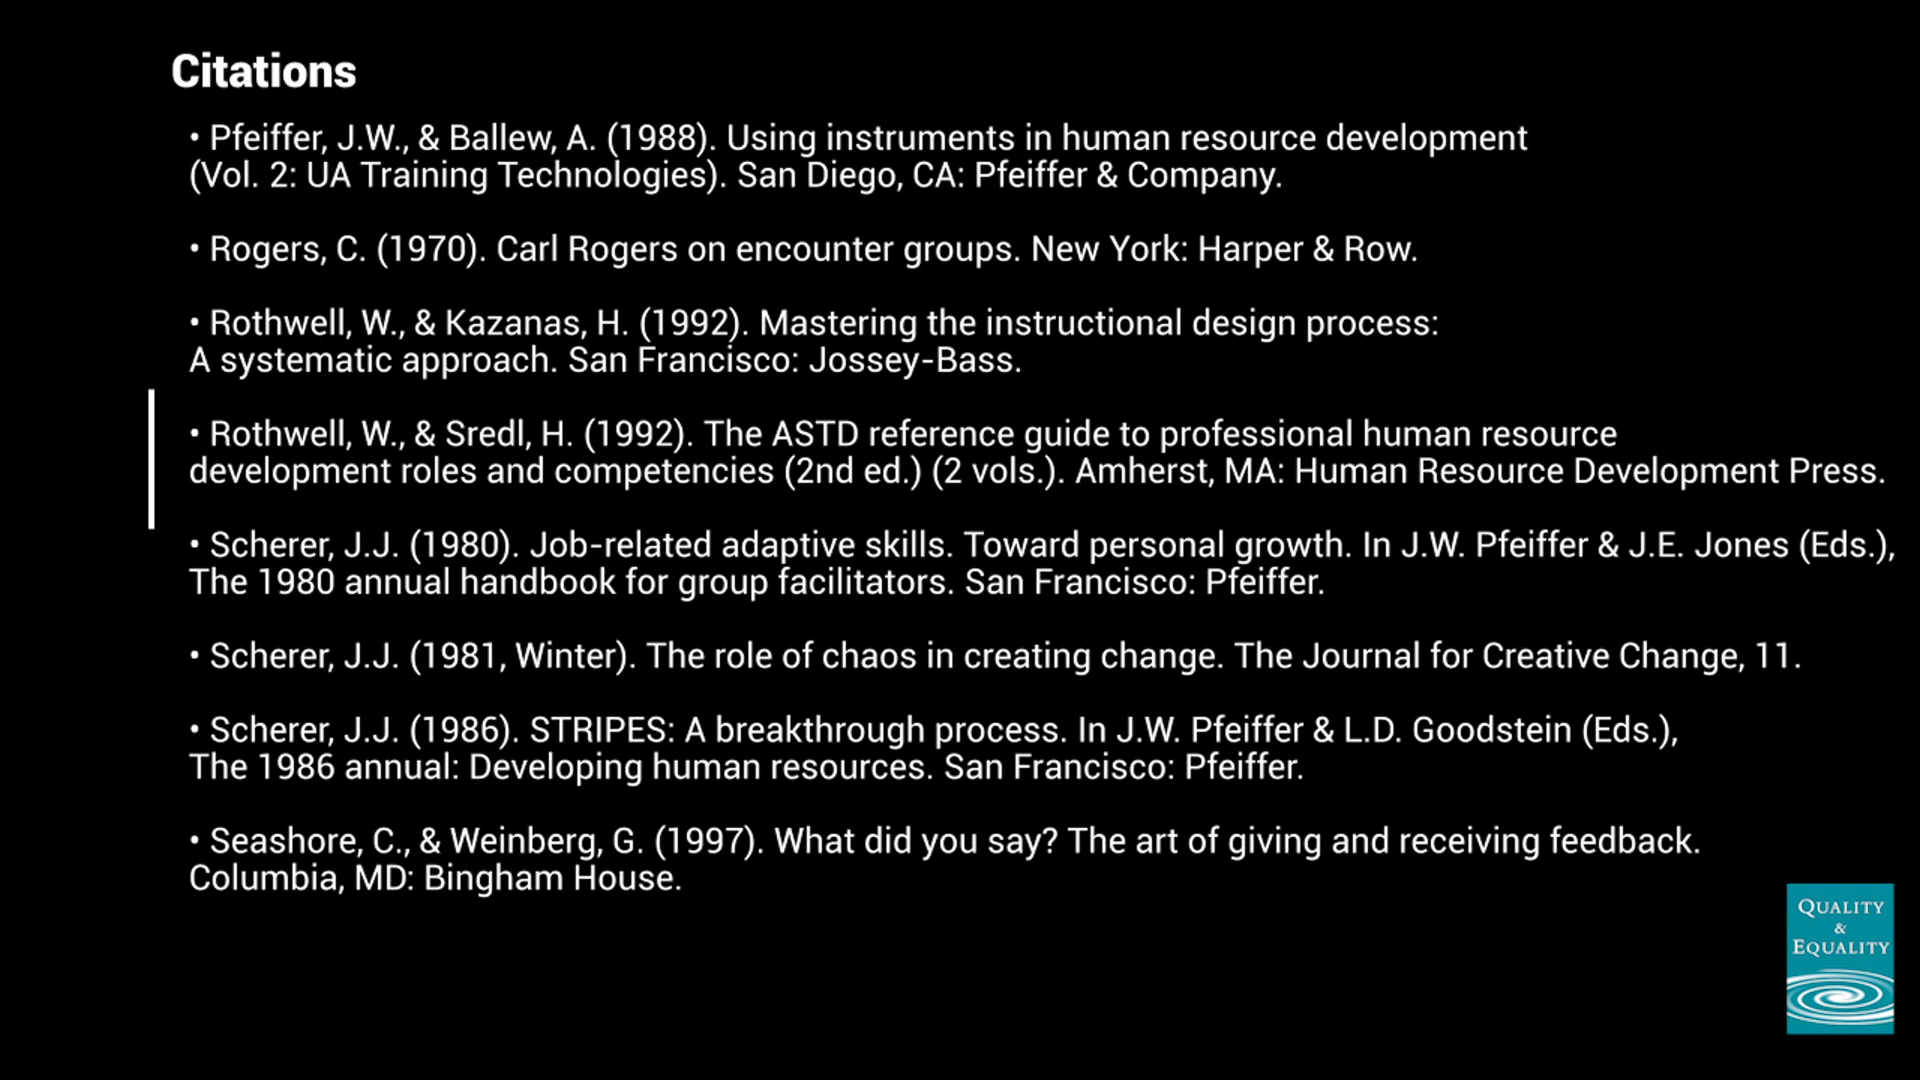 Citations
• Pfeiffer, J.W., & Ballew, A. (1988). Using instruments in human resource development
(Vol. 2: UA Training Technologies). San Diego, CA: Pfeiffer & Company.
• Rogers, C. (1970). Carl Rogers on encounter groups. New York: Harper & Row.
• Rothwell, W., & Kazanas, H. (1992). Mastering the instructional design process:
A systematic approach. San Francisco: Jossey-Bass.
• Rothwell, W., & Sredl, H. (1992). The ASTD reference guide to professional human resource
development roles and competencies (2nd ed.) (2 vols.). Amherst, MA: Human Resource Development Press.
• Scherer, J.J. (1980). Job-related adaptive skills. Toward personal growth. In J.W. Pfeiffer & J.E. Jones (Eds.),
The 1980 annual handbook for group facilitators. San Francisco: Pfeiffer.
• Scherer, J.J. (1981, Winter). The role of chaos in creating change. The Journal for Creative Change, 11.
• Scherer, J.J. (1986). STRIPES: A breakthrough process. In J.W. Pfeiffer & L.D. Goodstein (Eds.),
The 1986 annual: Developing human resources. San Francisco: Pfeiffer.
• Seashore, C., & Weinberg, G. (1997). What did you say? The art of giving and receiving feedback.
Columbia, MD: Bingham House.
QUALITY
&
EQUALITY